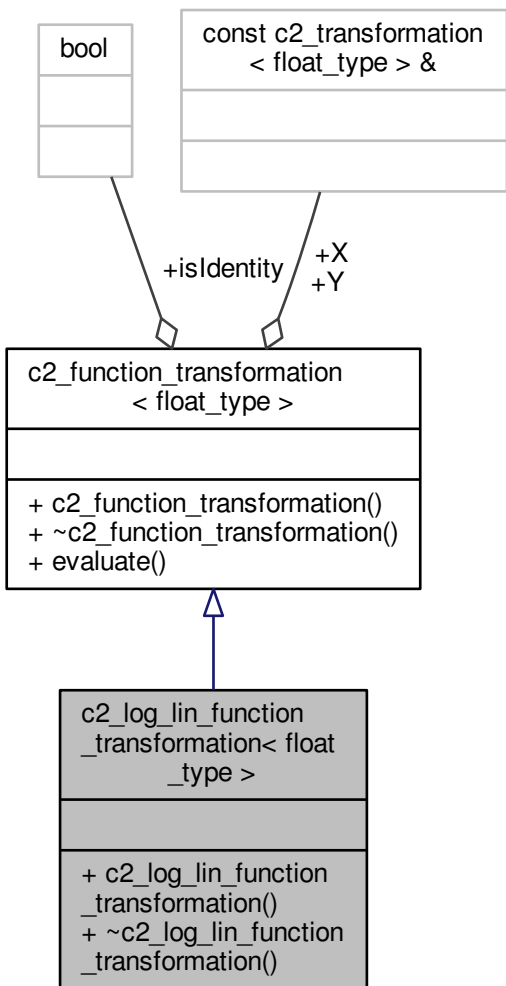 bool
const c2_transformation
< float_type > &
+isIdentity
+X
+Y
c2_function_transformation
< float_type >
+ c2_function_transformation()
+ ~c2_function_transformation()
+ evaluate()
c2_log_lin_function
_transformation< float
_type >
+ c2_log_lin_function
_transformation()
+ ~c2_log_lin_function
_transformation()